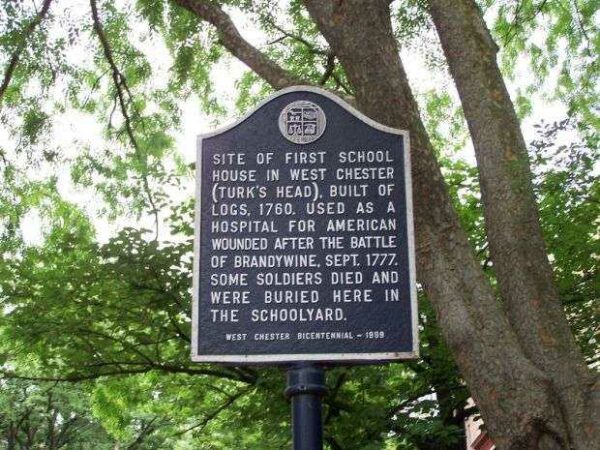 SITE OF FIRST SCHOOL
HOUSE IN WEST CHESTER
(TURK'S HEAD), BUILT OF
LOGS, 1760. USED AS A
HOSPITAL FOR AMERICAN
WOUNDED AFTER THE BATTLE
OF BRANDYWINE, SEPT. 1777.
SOME SOLDIERS DIED AND
WERE BURIED HERE IN
THE SCHOOLYARD.
WEST CHESTER BICENTENNIAL - 1999